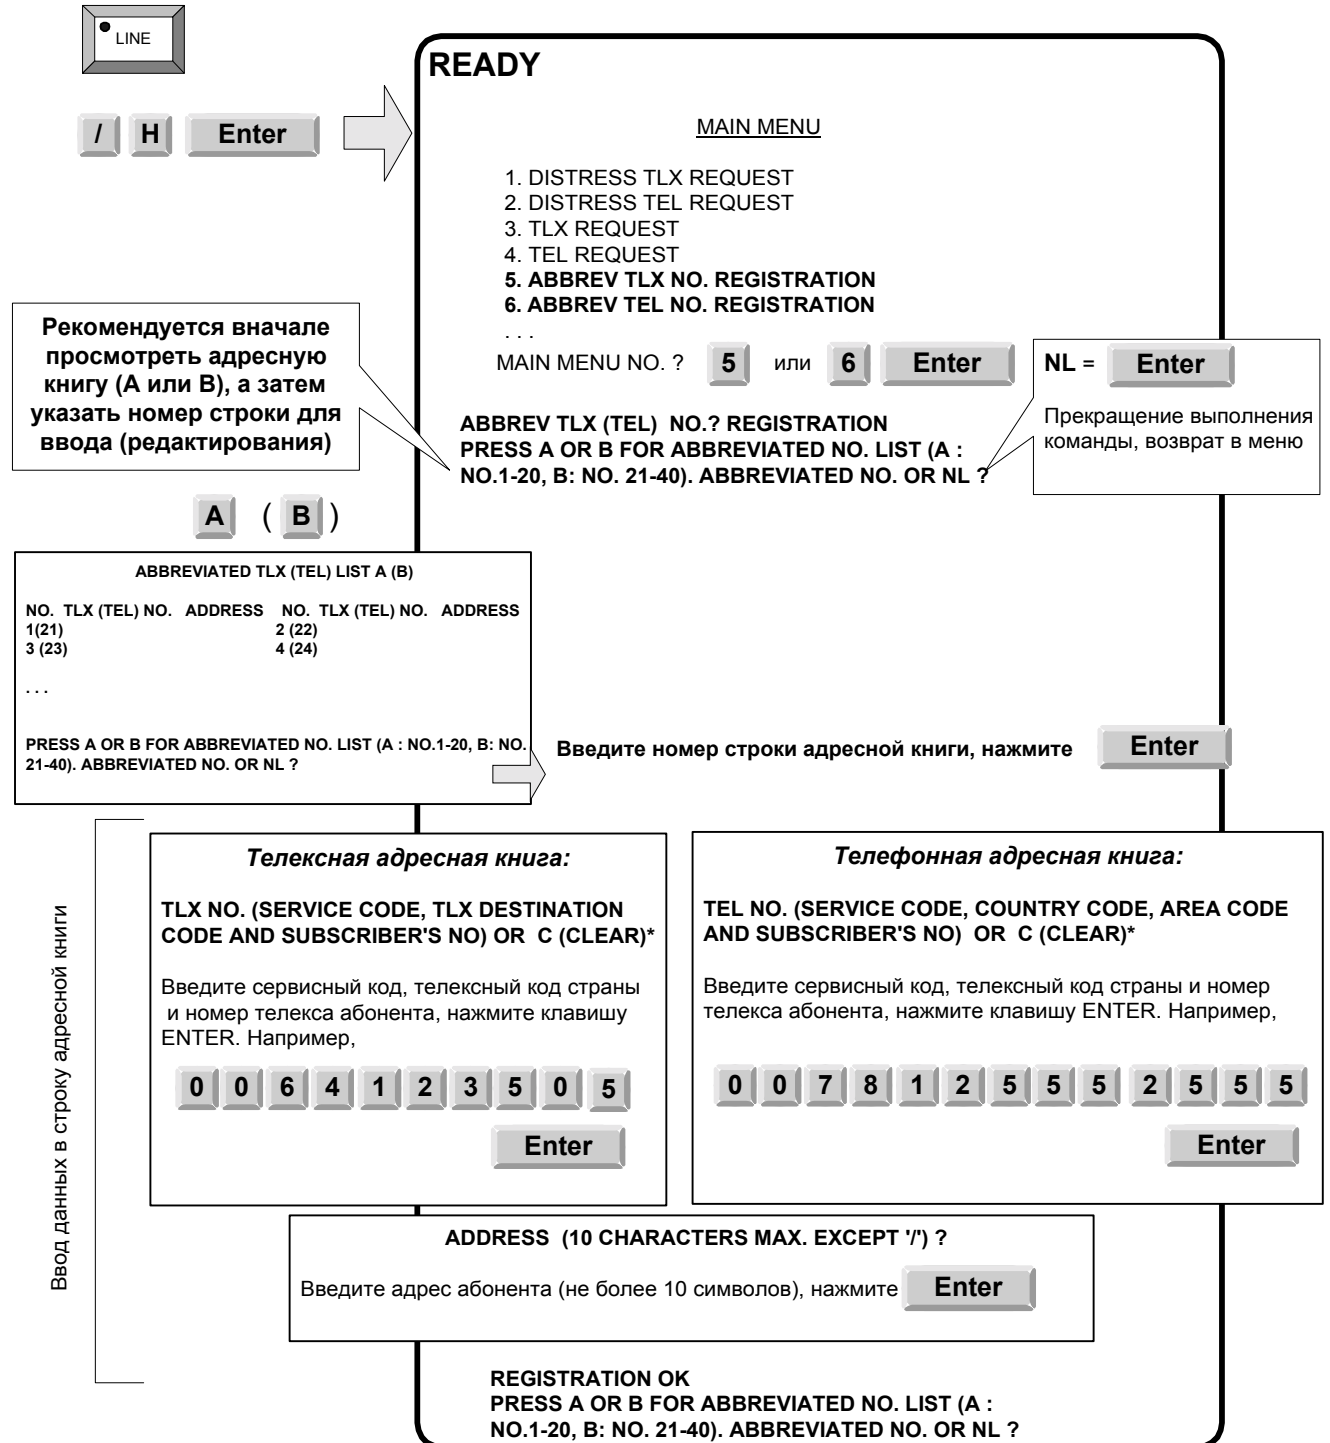 LINE
READY
/ H Enter
MAIN MENU
1. DISTRESS TLX REQUEST
2. DISTRESS TEL REQUEST
3. TLX REQUEST
4. TEL REQUEST
5. ABBREV TLX NO. REGISTRATION
6. ABBREV TEL NO. REGISTRATION
. . .
MAIN MENU NO. ? 5 или 6 Enter
Рекомендуется вначале
просмотреть адресную
книгу (А или В), а затем
указать номер строки для
ввода (редактирования)
NL = Enter
Прекращение выполнения
команды, возврат в меню
ABBREV TLX (TEL) NO.? REGISTRATION
PRESS A OR B FOR ABBREVIATED NO. LIST (A :
NO.1-20, B: NO. 21-40). ABBREVIATED NO. OR NL ?
A ( B )
ABBREVIATED TLX (TEL) LIST A (B)
NO. TLX (TEL) NO. ADDRESS NO. TLX (TEL) NO. ADDRESS
1(21) 2 (22)
3 (23) 4 (24)
. . .
PRESS A OR B FOR ABBREVIATED NO. LIST (A : NO.1-20, B: NO.
21-40). ABBREVIATED NO. OR NL ?
Введите номер строки адресной книги, нажмите Enter
Ввод данных в строку адресной книги
Телексная адресная книга:
TLX NO. (SERVICE CODE, TLX DESTINATION
CODE AND SUBSCRIBER'S NO) OR C (CLEAR)*
Введите сервисный код, телексный код страны
и номер телекса абонента, нажмите клавишу
ENTER. Например,
0 0 6 4 1 2 3 5 0 5
Enter
Телефонная адресная книга:
TEL NO. (SERVICE CODE, COUNTRY CODE, AREA CODE
AND SUBSCRIBER'S NO) OR C (CLEAR)*
Введите сервисный код, телексный код страны и номер
телекса абонента, нажмите клавишу ENTER. Например,
0 0 7 8 1 2 5 5 5 2 5 5 5
Enter
ADDRESS (10 CHARACTERS MAX. EXCEPT '/') ?
Введите адрес абонента (не более 10 символов), нажмите Enter
REGISTRATION OK
PRESS A OR B FOR ABBREVIATED NO. LIST (A :
NO.1-20, B: NO. 21-40). ABBREVIATED NO. OR NL ?